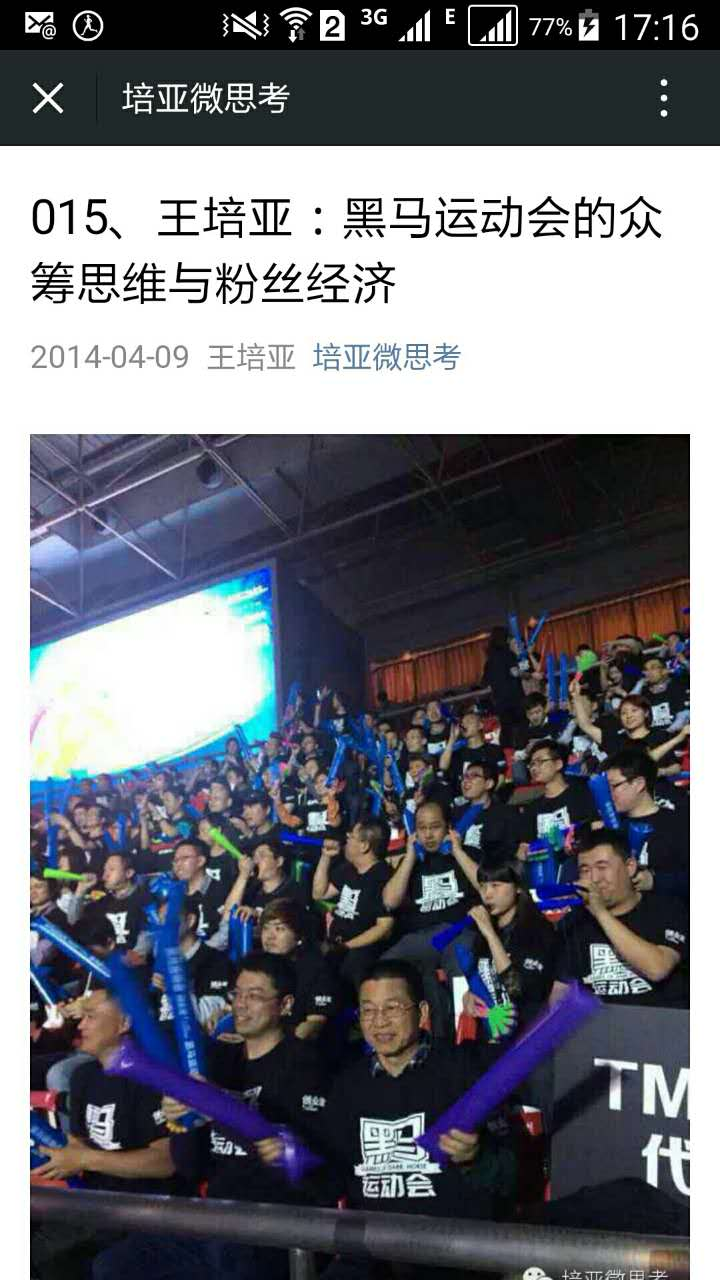 3G E 2 77% 17:16
培亚微思考
015、王培亚：黑马运动会的众
筹思维与粉丝经济
2014-04-09 王培亚 培亚微思考
黑马
运动会
黑马
运动会
黑马
运动会
TM
代
培亚微思考